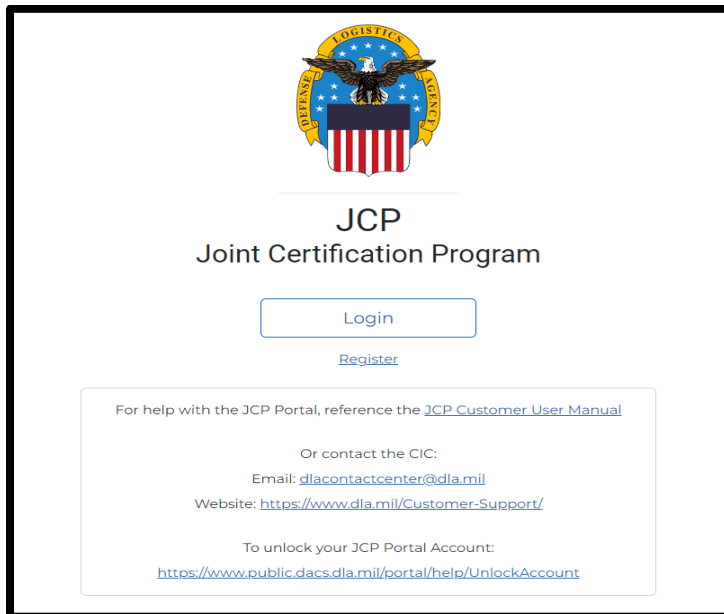 DEFENSE LOGISTICS AGENCY
JCP
Joint Certification Program
Login
Register
For help with the JCP Portal, reference the JCP Customer User Manual
Or contact the CIC:
Email: dlacontactcenter@dla.mil
Website: https://www.dla.mil/Customer-Support/
To unlock your JCP Portal Account:
https://www.public.dacs.dla.mil/portal/help/UnlockAccount